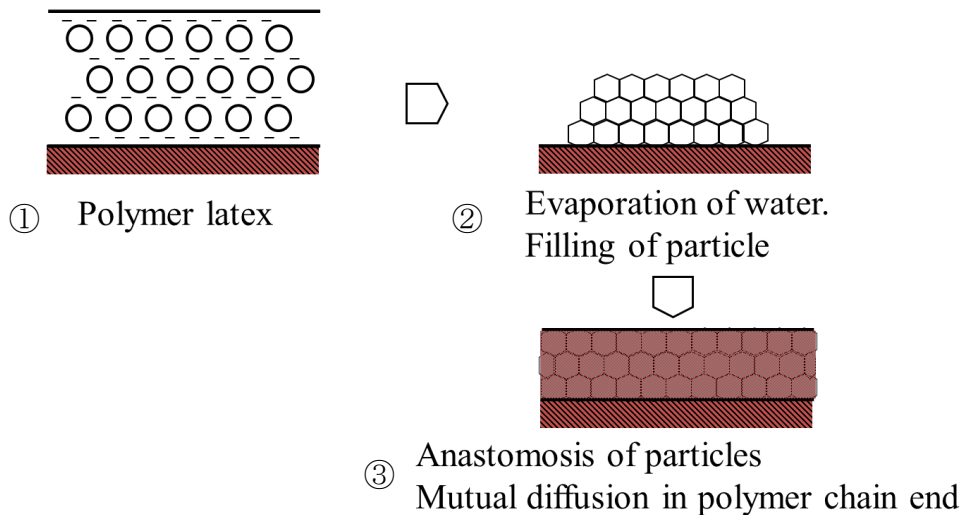 ① Polymer latex
② Evaporation of water.
Filling of particle
③ Anastomosis of particles
Mutual diffusion in polymer chain end